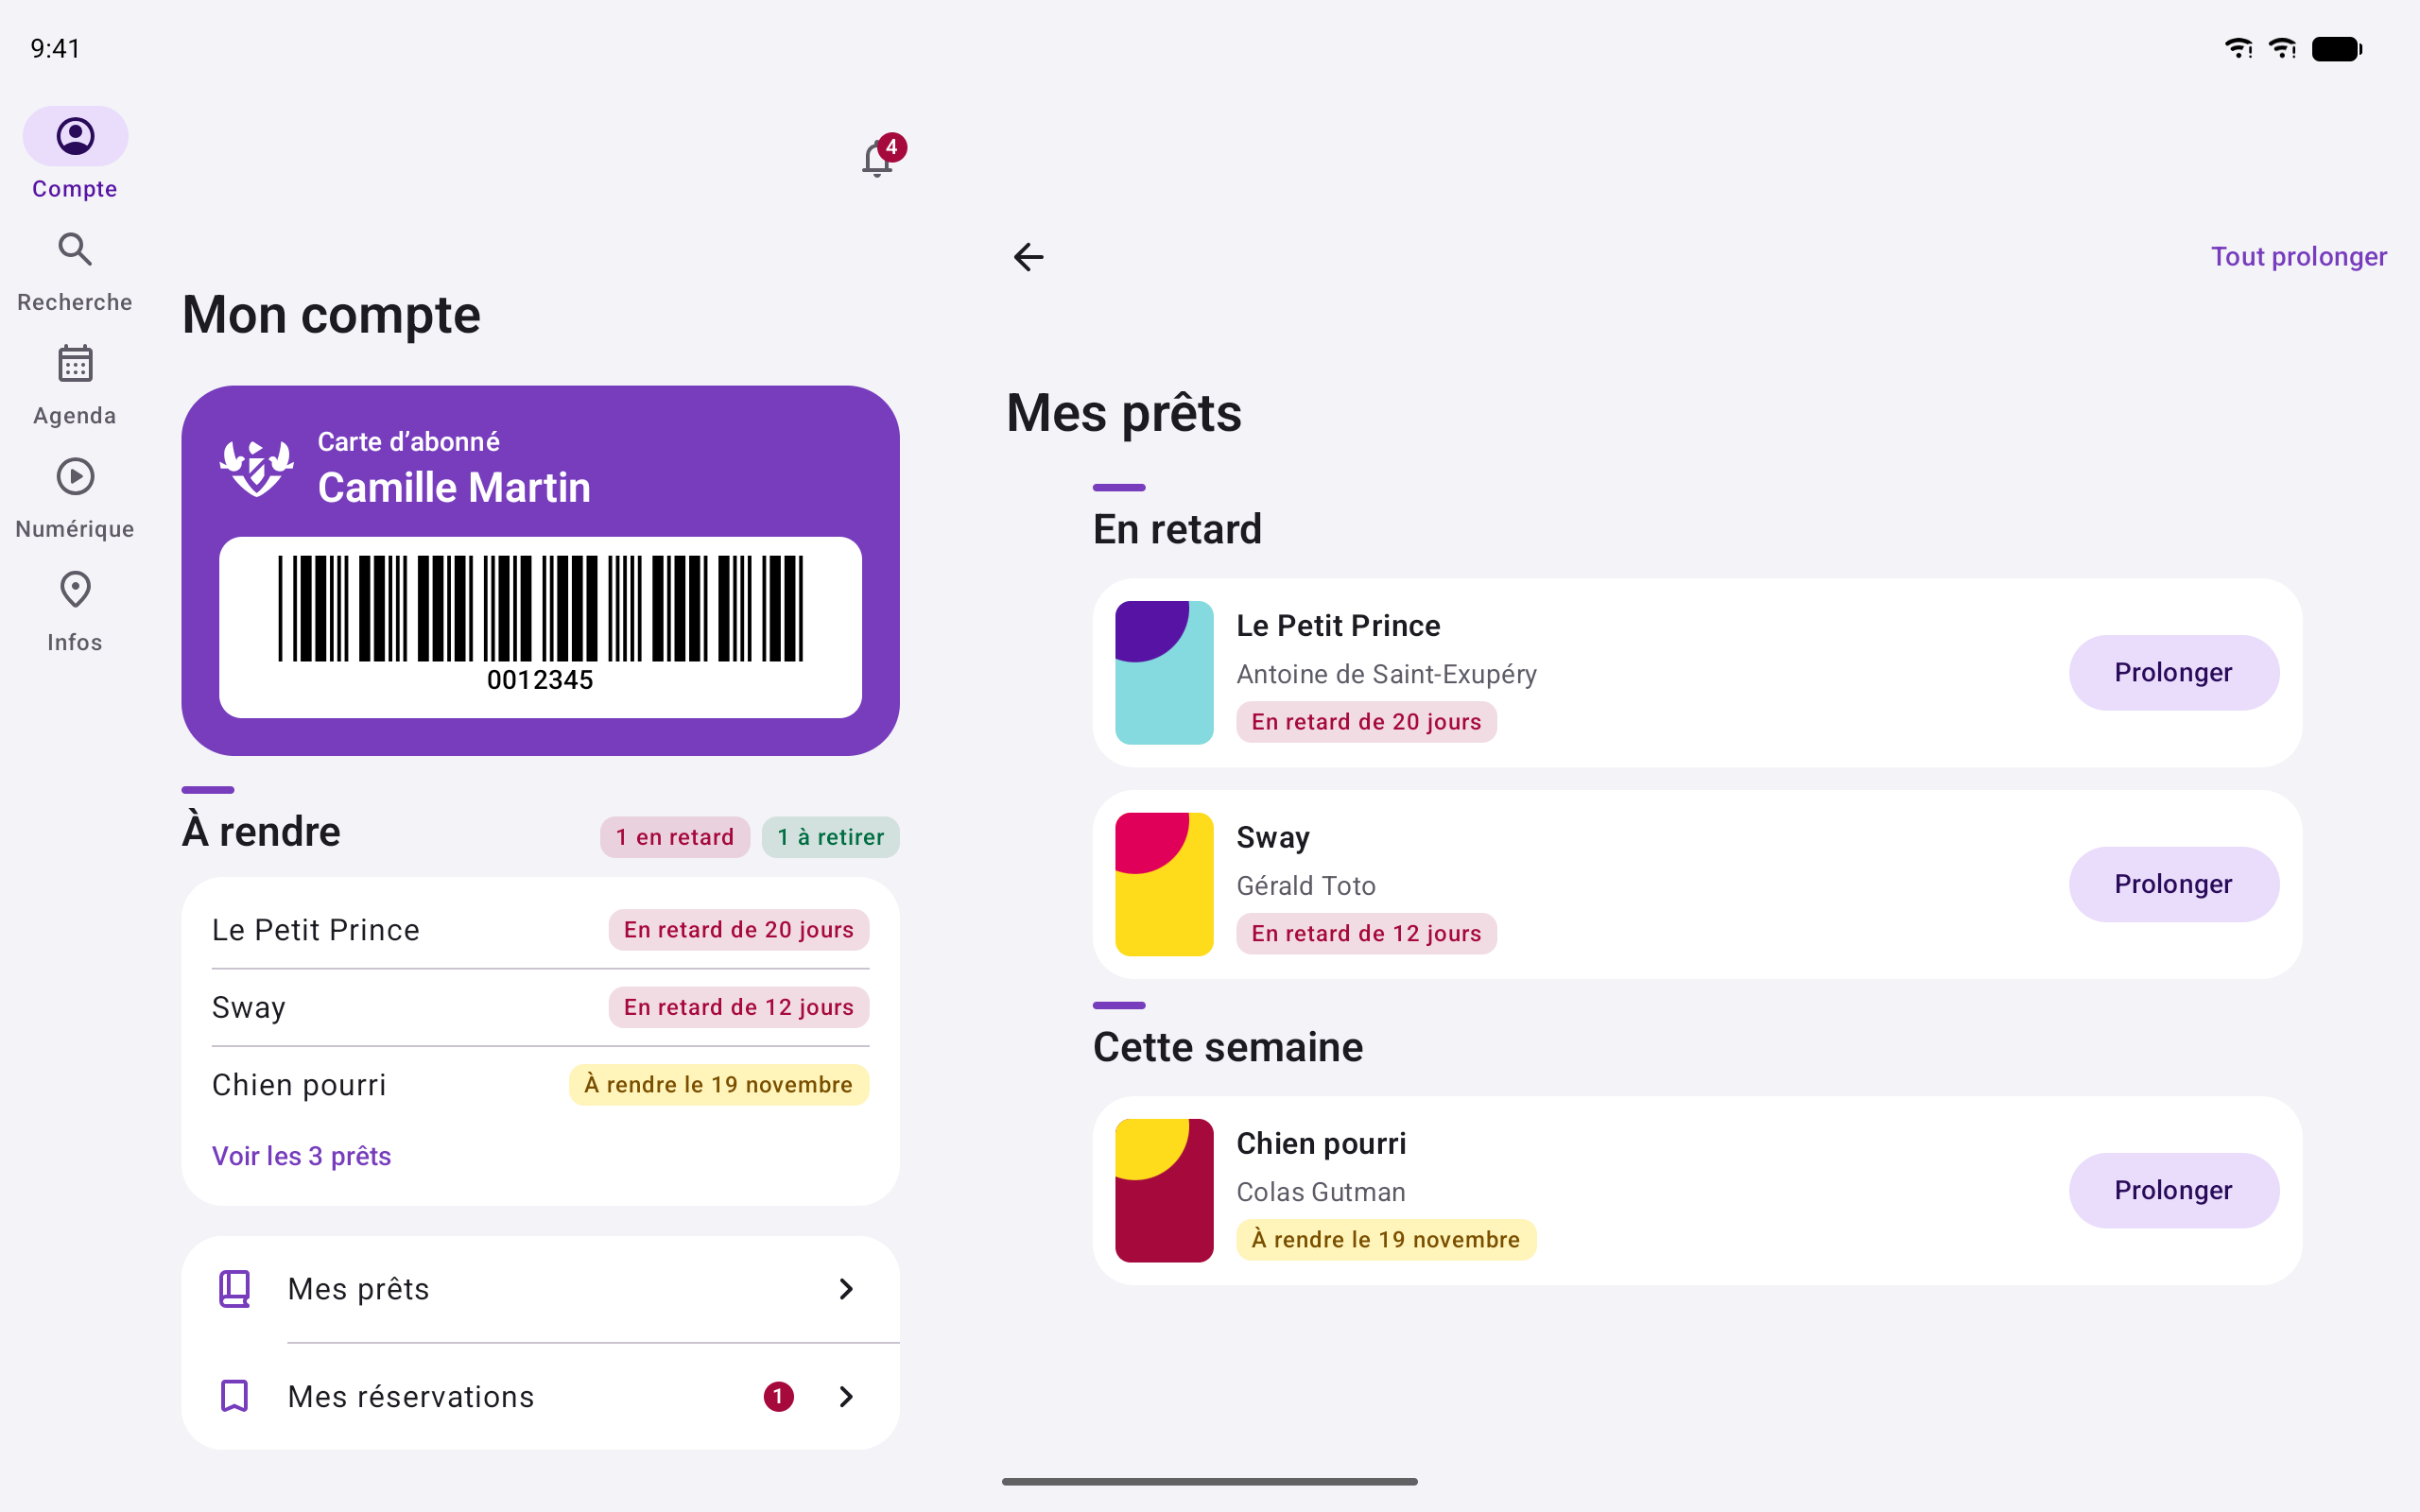 9:41
Compte
Recherche
Agenda
Numérique
Infos
4
Mon compte
Carte d’abonné
Camille Martin
0012345
À rendre
1 en retard
1 à retirer
Le Petit Prince
En retard de 20 jours
Sway
En retard de 12 jours
Chien pourri
À rendre le 19 novembre
Voir les 3 prêts
Mes prêts
Mes réservations
1
Tout prolonger
Mes prêts
En retard
Le Petit Prince
Antoine de Saint-Exupéry
En retard de 20 jours
Prolonger
Sway
Gérald Toto
En retard de 12 jours
Prolonger
Cette semaine
Chien pourri
Colas Gutman
À rendre le 19 novembre
Prolonger